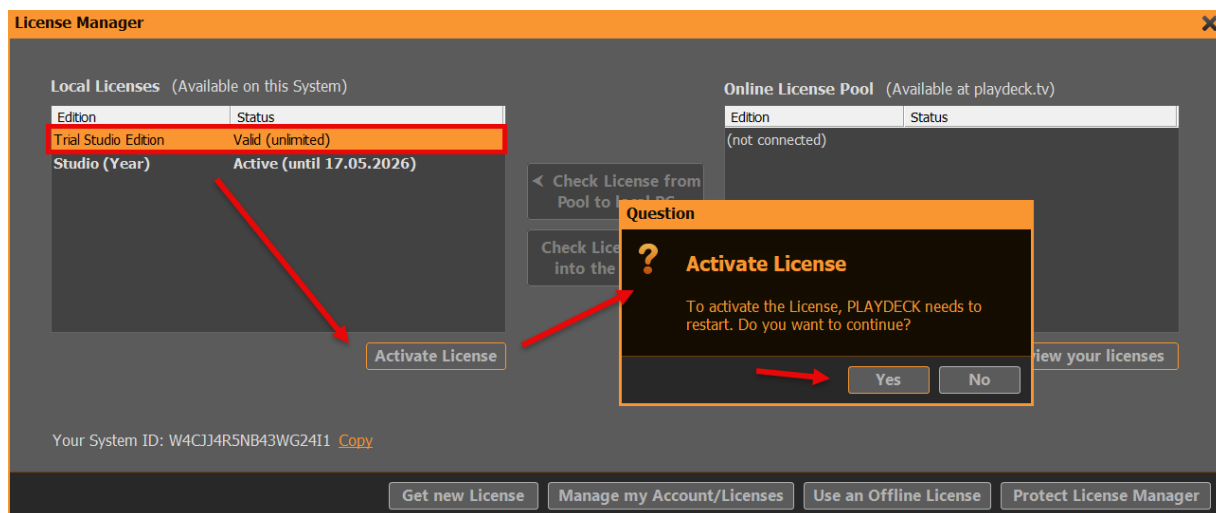 License Manager
Local Licenses (Available on this System)
Edition Status
Trial Studio Edition Valid (unlimited)
Studio (Year) Active (until 17.05.2026)
Activate License
Check License from
Pool to
Check
into the
Online License Pool (Available at playdeck.tv)
Edition Status
(not connected)
your licenses
Question
?
Activate License
To activate the License, PLAYDECK needs to
restart. Do you want to continue?
Yes No
Your System ID: W4CJJ4R5NB43WG24I1 Copy
Get new License Manage my Account/Licenses Use an Offline License Protect License Manager